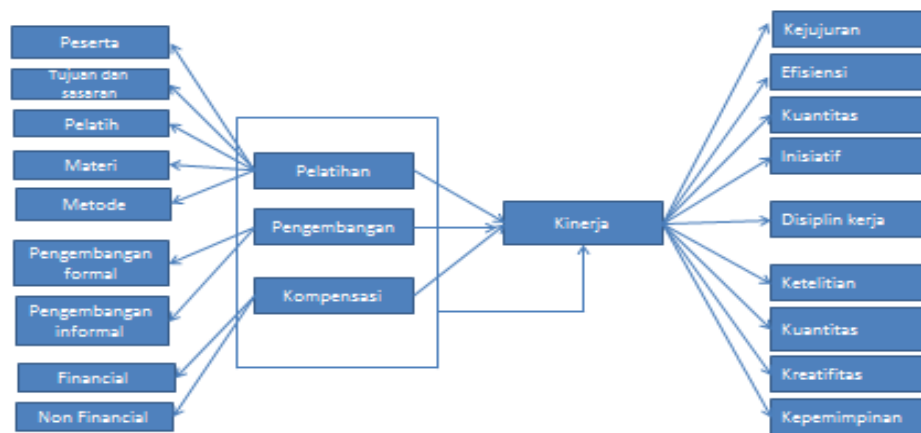 Peserta
Tujuan dan
sasaran
Pelatih
Materi
Metode
Pengembangan
formal
Pengembangan
informal
Financial
Non Financial
Pelatihan
Pengembangan
Kompensasi
Kinerja
Kejujuran
Efisiensi
Kuantitas
Inisiatif
Disiplin kerja
Ketelitian
Kuantitas
Kreatifitas
Kepemimpinan